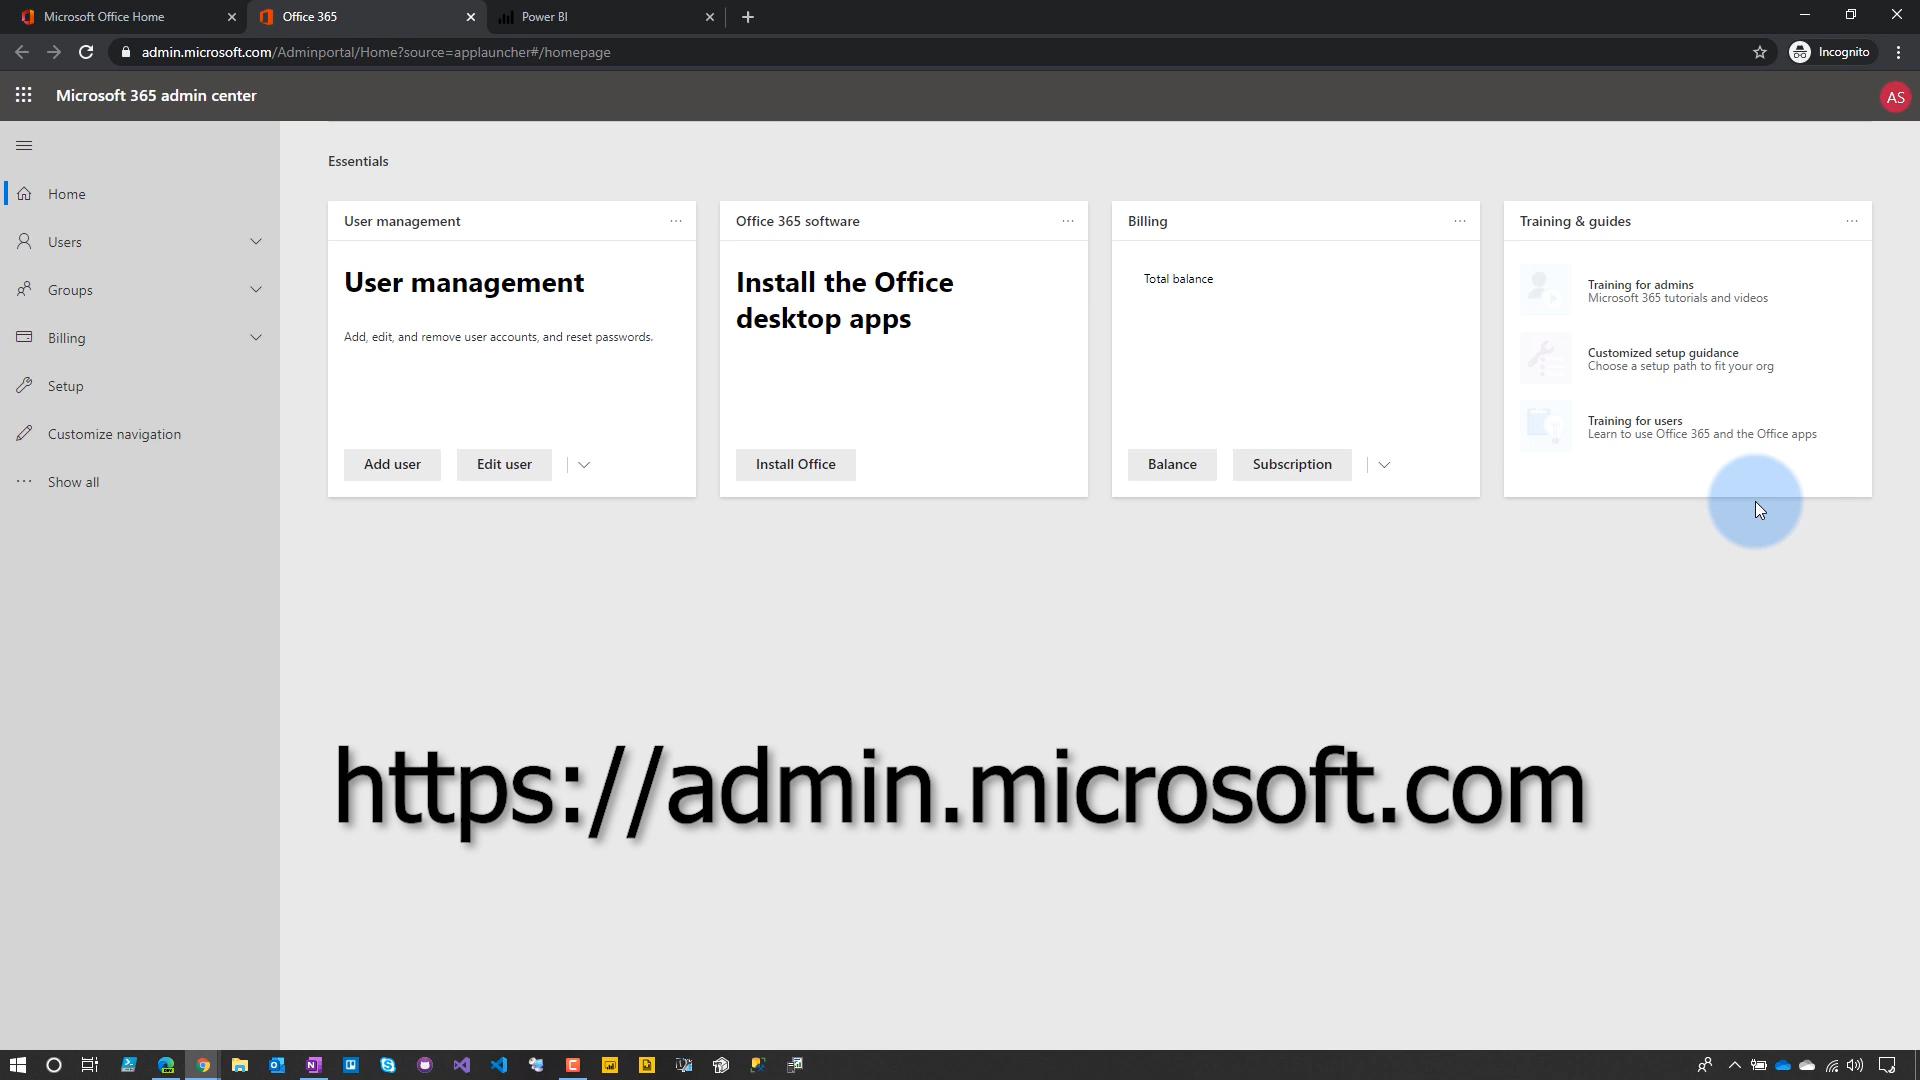 Microsoft Office Home
Office 365
Power BI
admin.microsoft.com/Adminportal/Home?source=applauncher#/homepage
Incognito
Microsoft 365 admin center
AS
Home
Users
Groups
Billing
Setup
Customize navigation
Show all
Essentials
User management
User management
Add, edit, and remove user accounts, and reset passwords.
Add user
Edit user
Office 365 software
Install the Office
desktop apps
Install Office
Billing
Total balance
Balance
Subscription
Training & guides
Training for admins
Microsoft 365 tutorials and videos
Customized setup guidance
Choose a setup path to fit your org
Training for users
Learn to use Office 365 and the Office apps
https://admin.microsoft.com